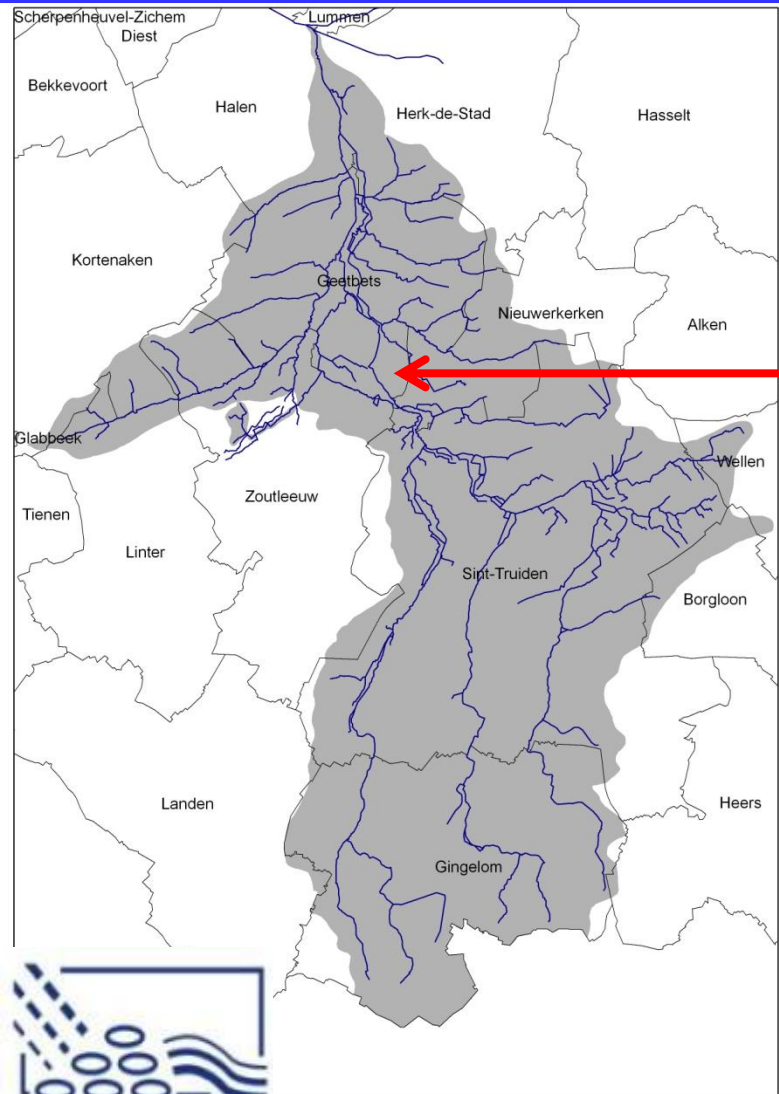 Scherpenheuvel-Zichem
Lummen
Diest
Bekkevoort
Halen
Herk-de-Stad
Hasselt
Kortenaken
Geetbets
Nieuwerkerken
Alken
Glabbeek
Wellen
Zoutleeuw
Tienen
Linter
Sint-Truiden
Borgloon
Landen
Heers
Gingelom